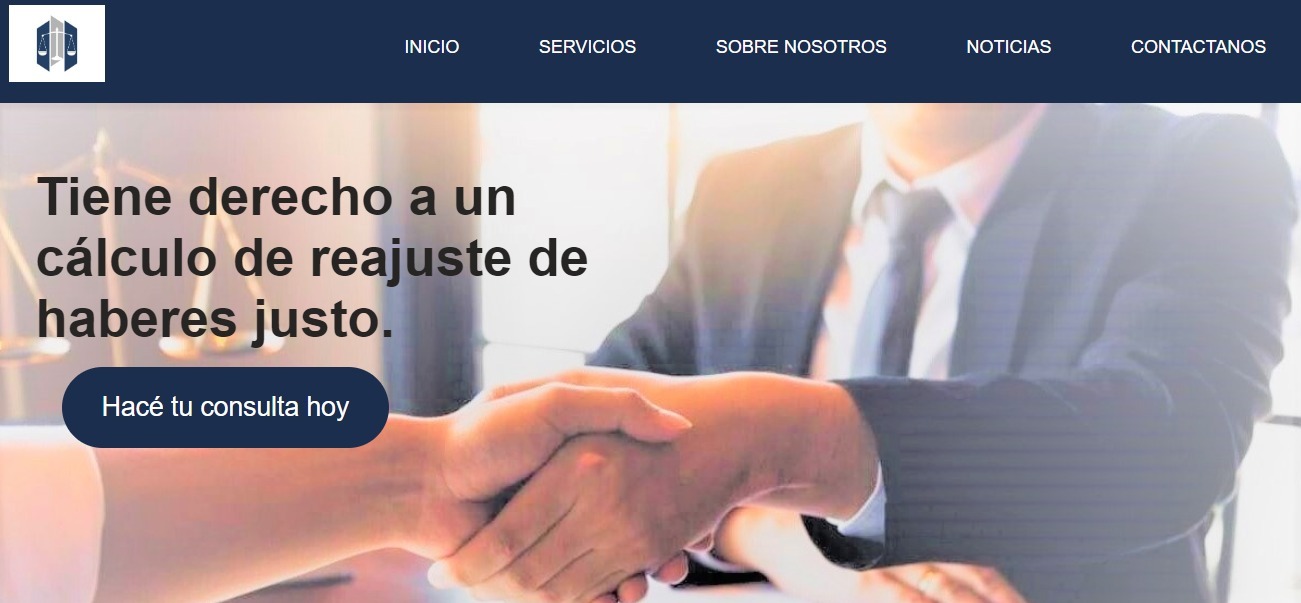 INICIO SERVICIOS SOBRE NOSOTROS NOTICIAS CONTACTANOS
Tiene derecho a un
cálculo de reajuste de
haberes justo.
Hacé tu consulta hoy